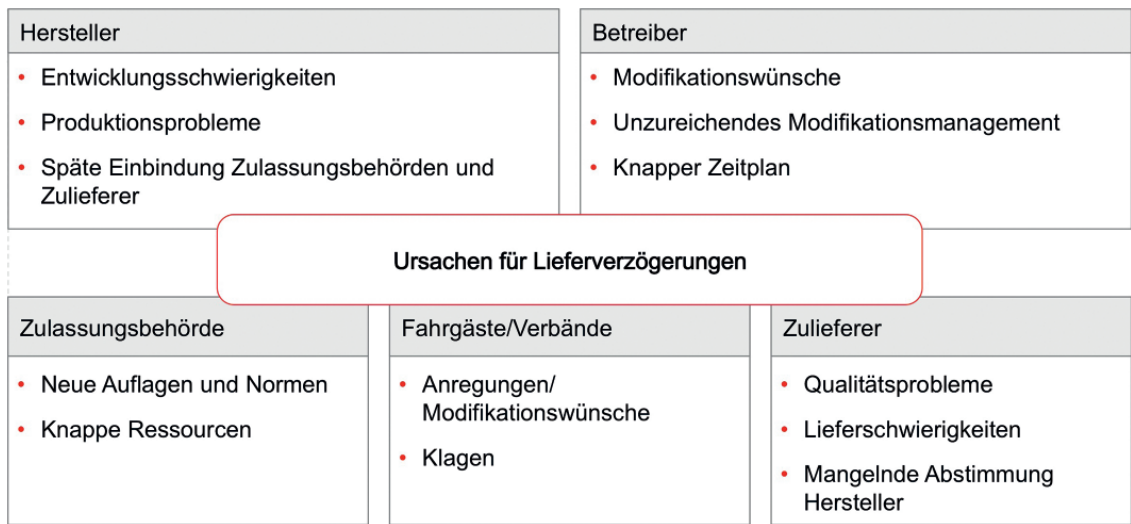 Hersteller
• Entwicklungsschwierigkeiten
• Produktionsprobleme
• Späte Einbindung Zulassungsbehörden und
Zulieferer
Betreiber
• Modifikationswünsche
• Unzureichendes Modifikationsmanagement
• Knapper Zeitplan
Ursachen für Lieferverzögerungen
Zulassungsbehörde
• Neue Auflagen und Normen
• Knappe Ressourcen
Fahrgäste/Verbände
• Anregungen/
Modifikationswünsche
• Klagen
Zulieferer
• Qualitätsprobleme
• Lieferschwierigkeiten
• Mangelnde Abstimmung
Hersteller